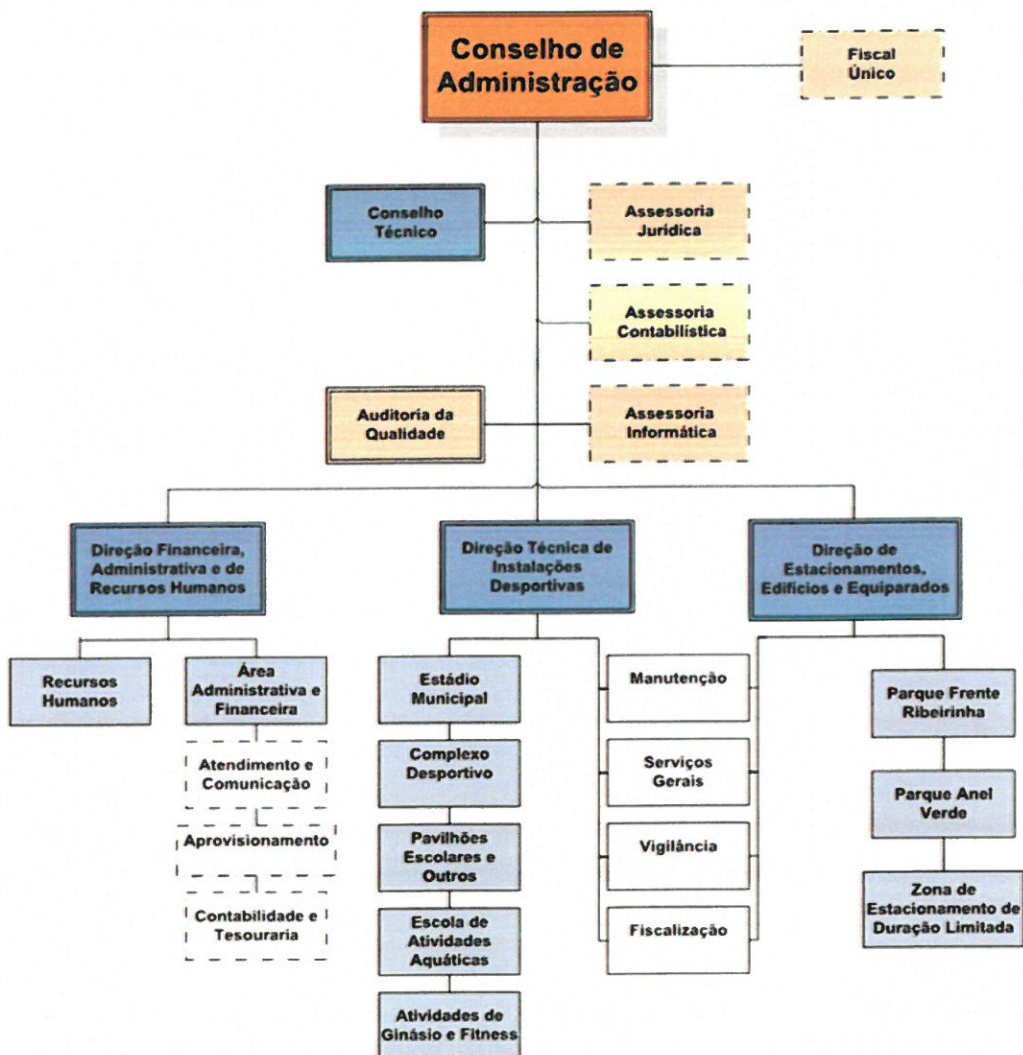 Conselho de
Administração
Fiscal
Único
Conselho
Técnico
Assessoria
Jurídica
Assessoria
Contabilística
Auditoria da
Qualidade
Assessoria
Informática
Direção Financeira,
Administrativa e de
Recursos Humanos
Direção Técnica de
Instalações
Desportivas
Direção de
Estacionamentos,
Edifícios e Equiparados
Recursos
Humanos
Área
Administrativa e
Financeira
Atendimento e
Comunicação
Aprovisionamento
Contabilidade e
Tesouraria
Estádio
Municipal
Complexo
Desportivo
Pavilhões
Escolares e
Outros
Escola de
Atividades
Aquáticas
Atividades de
Ginásio e Fitness
Manutenção
Serviços
Gerais
Vigilância
Fiscalização
Parque Frente
Ribeirinha
Parque Anel
Verde
Zona de
Estacionamento de
Duração Limitada